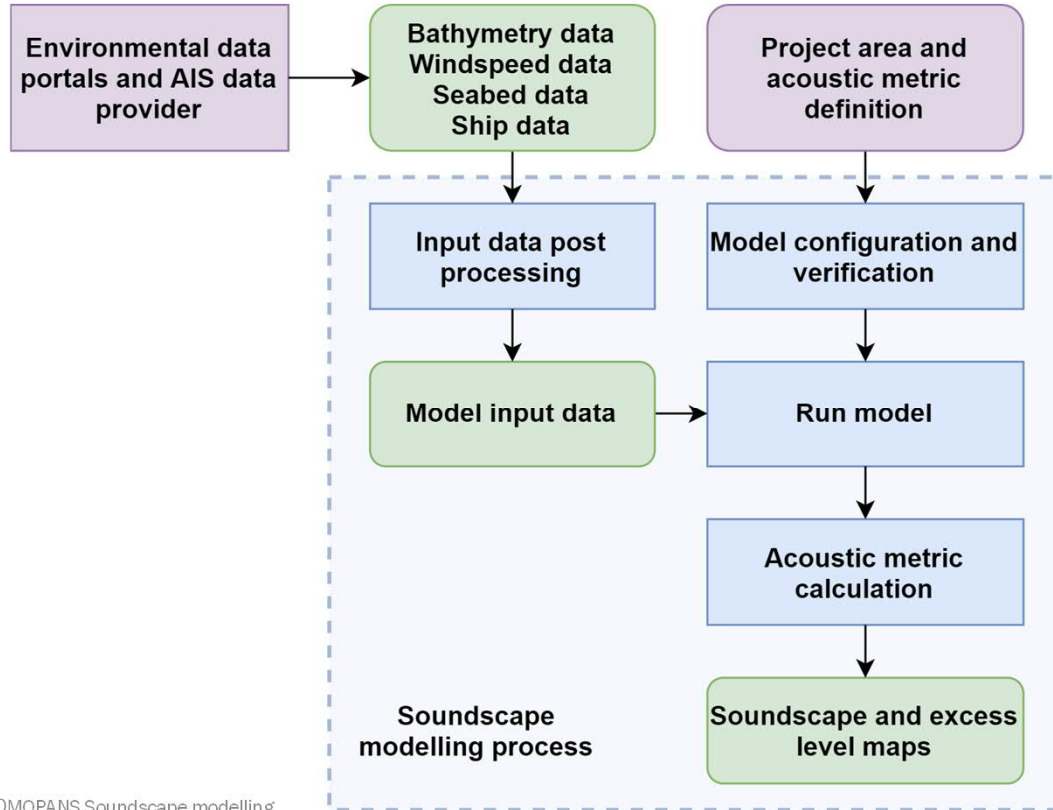 Environmental data
portals and AIS data
provider
Bathymetry data
Windspeed data
Seabed data
Ship data
Project area and
acoustic metric
definition
Input data post
processing
Model configuration and
verification
Model input data
Run model
Acoustic metric
calculation
Soundscape
modelling process
Soundscape and excess
level maps
OMOPANS Soundscape modelling